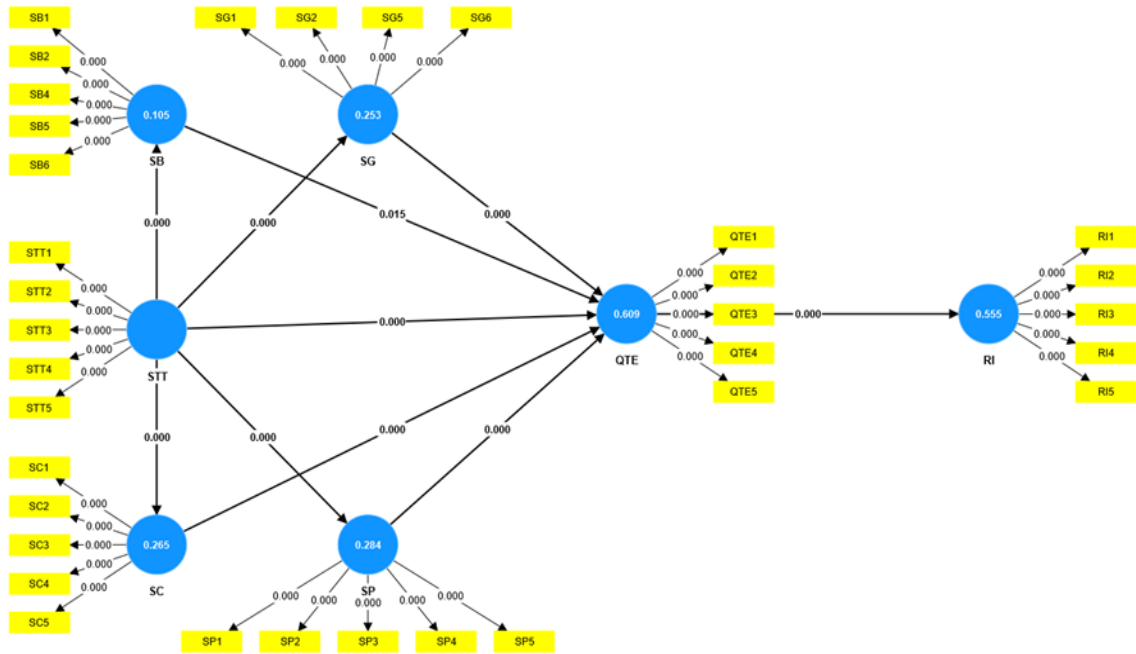 SB1
SG1
SG2
SG5
SG6
0.000
0.000
0.000
0.000
0.000
SB2
0.000
SB4
0.000
SB5
0.000
SB6
0.000
0.105
0.253
SB
SG
0.000
0.000
0.015
0.000
STT1
0.000
STT2
0.000
STT3
0.000
STT4
0.000
STT5
0.000
STT
0.000
QTE1
0.000
QTE2
0.000
QTE3
0.000
QTE4
0.000
QTE5
0.000
0.609
QTE
0.000
0.555
RI
RI1
0.000
RI2
0.000
RI3
0.000
RI4
0.000
RI5
0.000
0.000
0.000
0.000
0.000
SC1
0.000
SC2
0.000
SC3
0.000
SC4
0.000
SC5
0.000
0.265
SC
0.284
SP
0.000
0.000
0.000
0.000
0.000
SP1
SP2
SP3
SP4
SP5